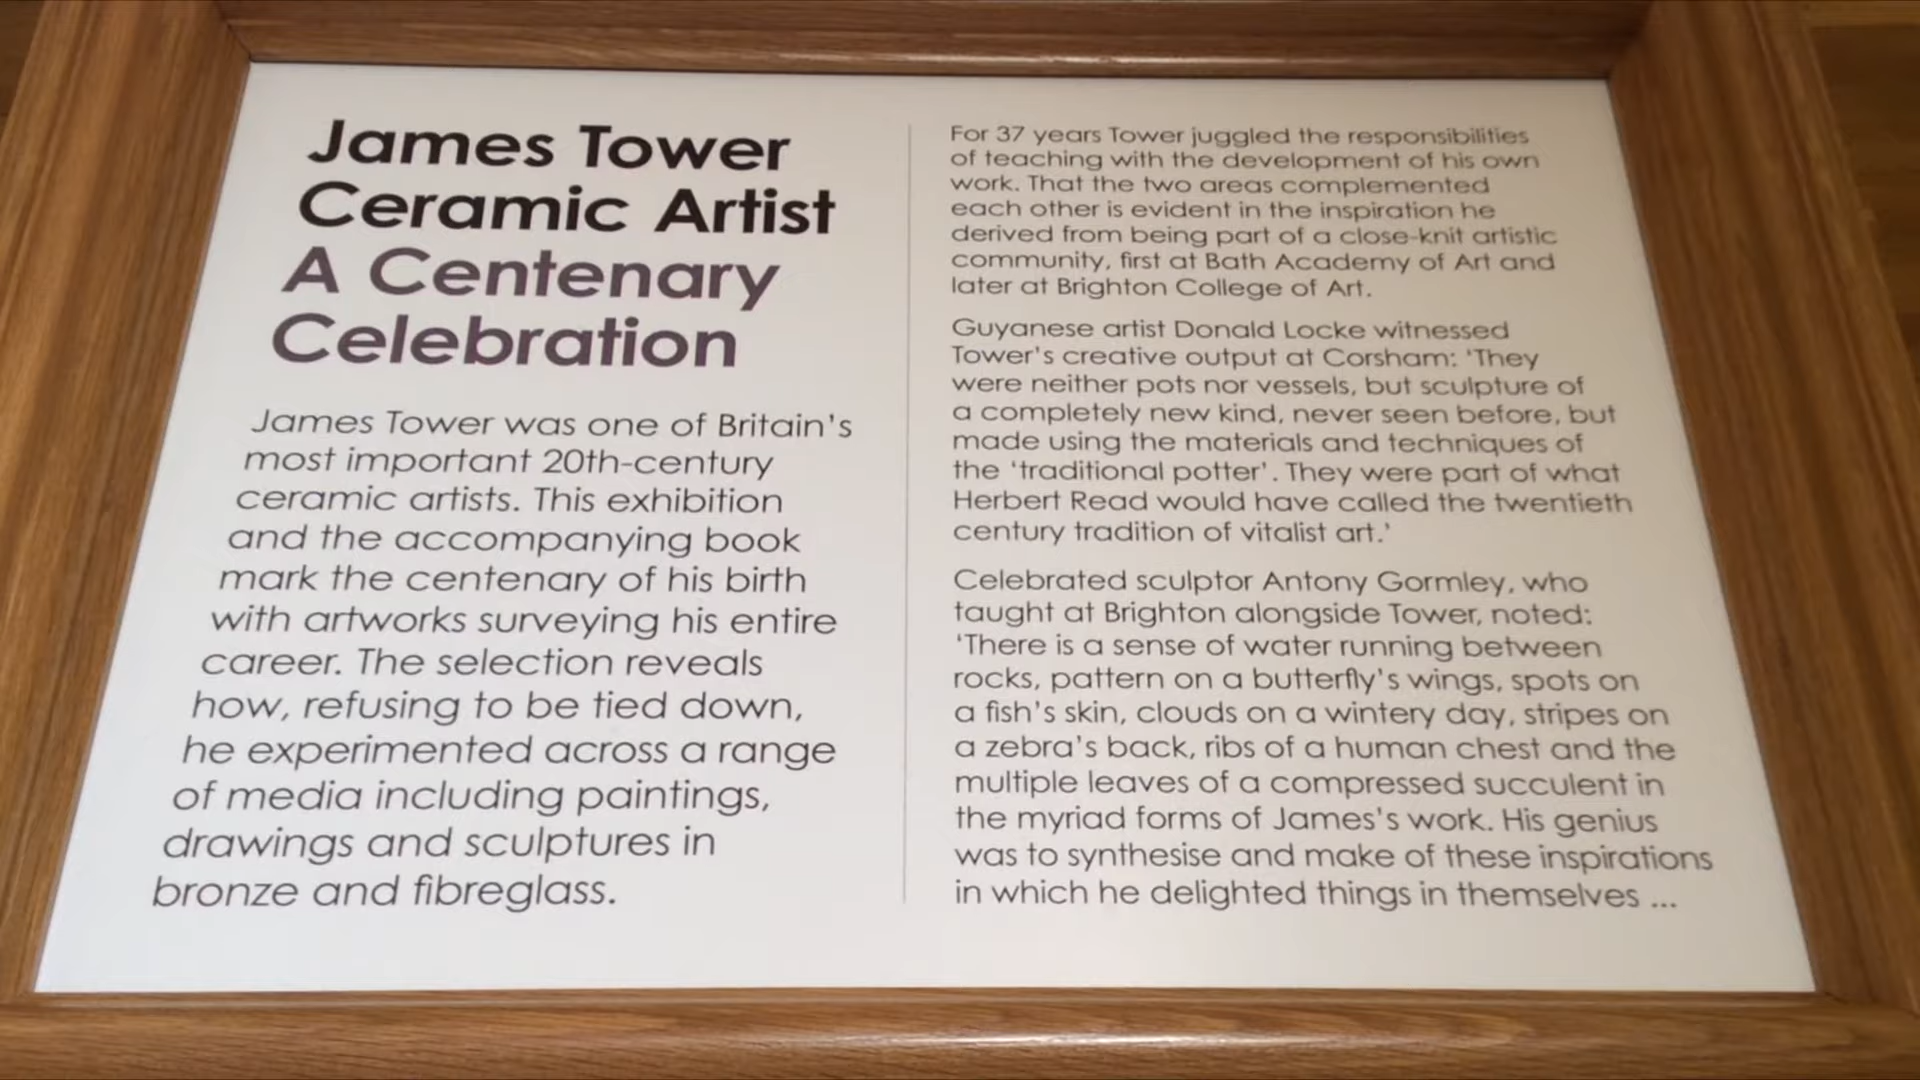 James Tower
Ceramic Artist
A Centenary
Celebration
James Tower was one of Britain's
most important 20th-century
ceramic artists. This exhibition
and the accompanying book
mark the centenary of his birth
with artworks surveying his entire
career. The selection reveals
how, refusing to be tied down,
he experimented across a range
of media including paintings,
drawings and sculptures in
bronze and fibreglass.
For 37 years Tower juggled the responsibilities
of teaching with the development of his own
work. That the two areas complemented
each other is evident in the inspiration he
derived from being part of a close-knit artistic
community, first at Bath Academy of Art and
later at Brighton College of Art.
Guyanese artist Donald Locke witnessed
Tower's creative output at Corsham: 'They
were neither pots nor vessels, but sculpture of
a completely new kind, never seen before, but
made using the materials and techniques of
the 'traditional potter'. They were part of what
Herbert Read would have called the twentieth
century tradition of vitalist art.'
Celebrated sculptor Antony Gormley, who
taught at Brighton alongside Tower, noted:
'There is a sense of water running between
rocks, pattern on a butterfly's wings, spots on
a fish's skin, clouds on a wintery day, stripes on
a zebra's back, ribs of a human chest and the
multiple leaves of a compressed succulent in
the myriad forms of James's work. His genius
was to synthesise and make of these inspirations
in which he delighted things in themselves ...